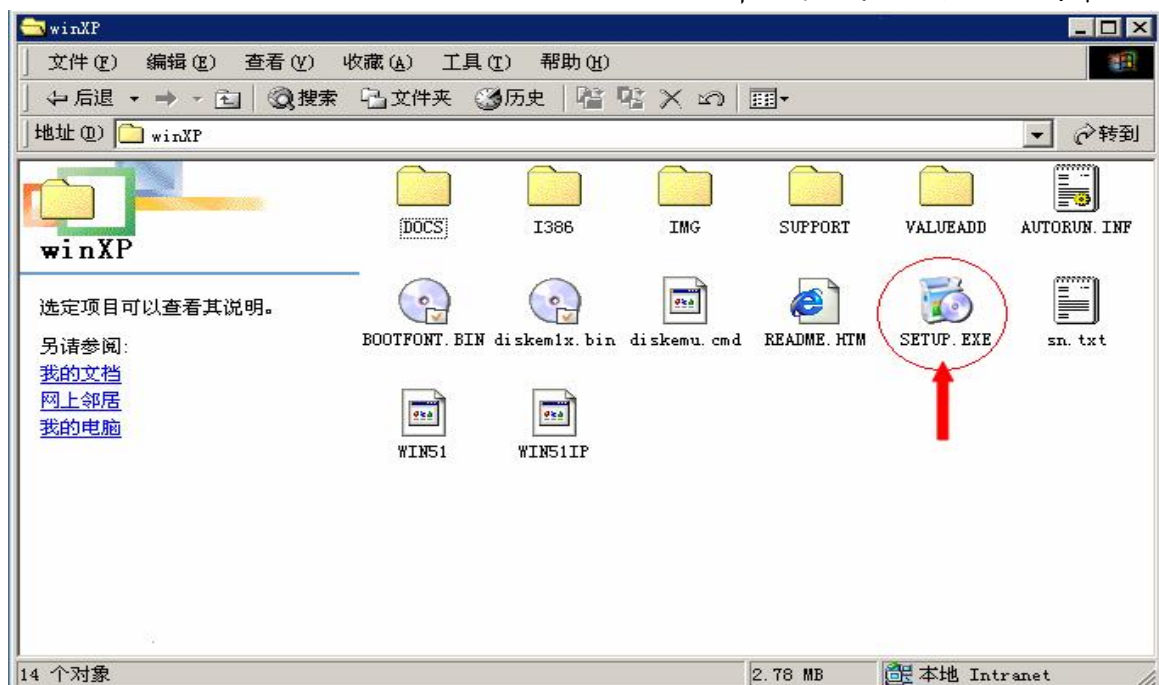 winXP
文件(F) 编辑(E) 查看(V) 收藏(A) 工具(T) 帮助(H)
后退 搜索 文件夹 历史
地址(D) winXP 转到
winXP
选定项目可以查看其说明。
另请参阅:
我的文档
网上邻居
我的电脑
DOCS I386 IMG SUPPORT VALUEADD AUTORUN.INF
BOOTFONT.BIN diskem1x.bin diskemu.cmd README.HTM SETUP.EXE sn.txt
WIN51 WIN51IP
14 个对象 2.78 MB 本地 Intranet